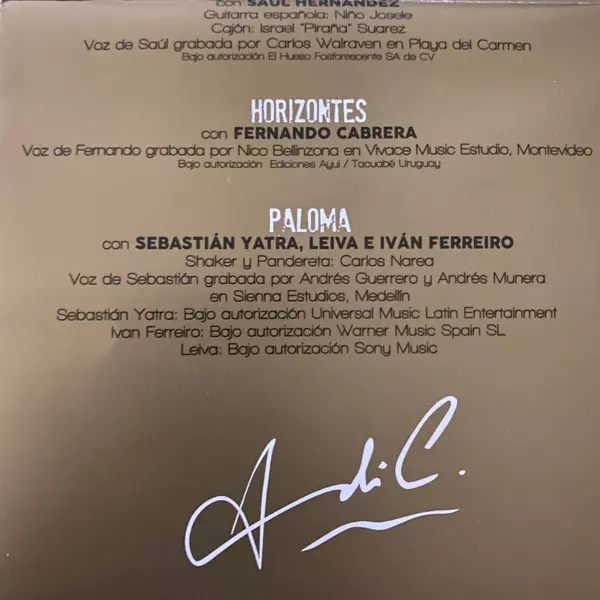 con SAÚL HERNÁNDEZ
Guitarra española: Niño Josele
Cajón: Israel "Piraña" Suarez
Voz de Saúl grabada por Carlos Walraven en Playa del Carmen
Bajo autorización El Hueso Fosforescente SA de CV
HORIZONTES
con FERNANDO CABRERA
Voz de Fernando grabada por Nico Bellinzona en Vivace Music Estudio, Montevideo
Bajo autorización Ediciones Ayui / Tacuabé Uruguay
PALOMA
con SEBASTIÁN YATRA, LEIVA E IVÁN FERREIRO
Shaker y Pandereta: Carlos Narea
Voz de Sebastián grabada por Andrés Guerrero y Andrés Munera
en Sienna Estudios, Medellín
Sebastián Yatra: Bajo autorización Universal Music Latin Entertainment
Ivan Ferreiro: Bajo autorización Warner Music Spain SL
Leiva: Bajo autorización Sony Music